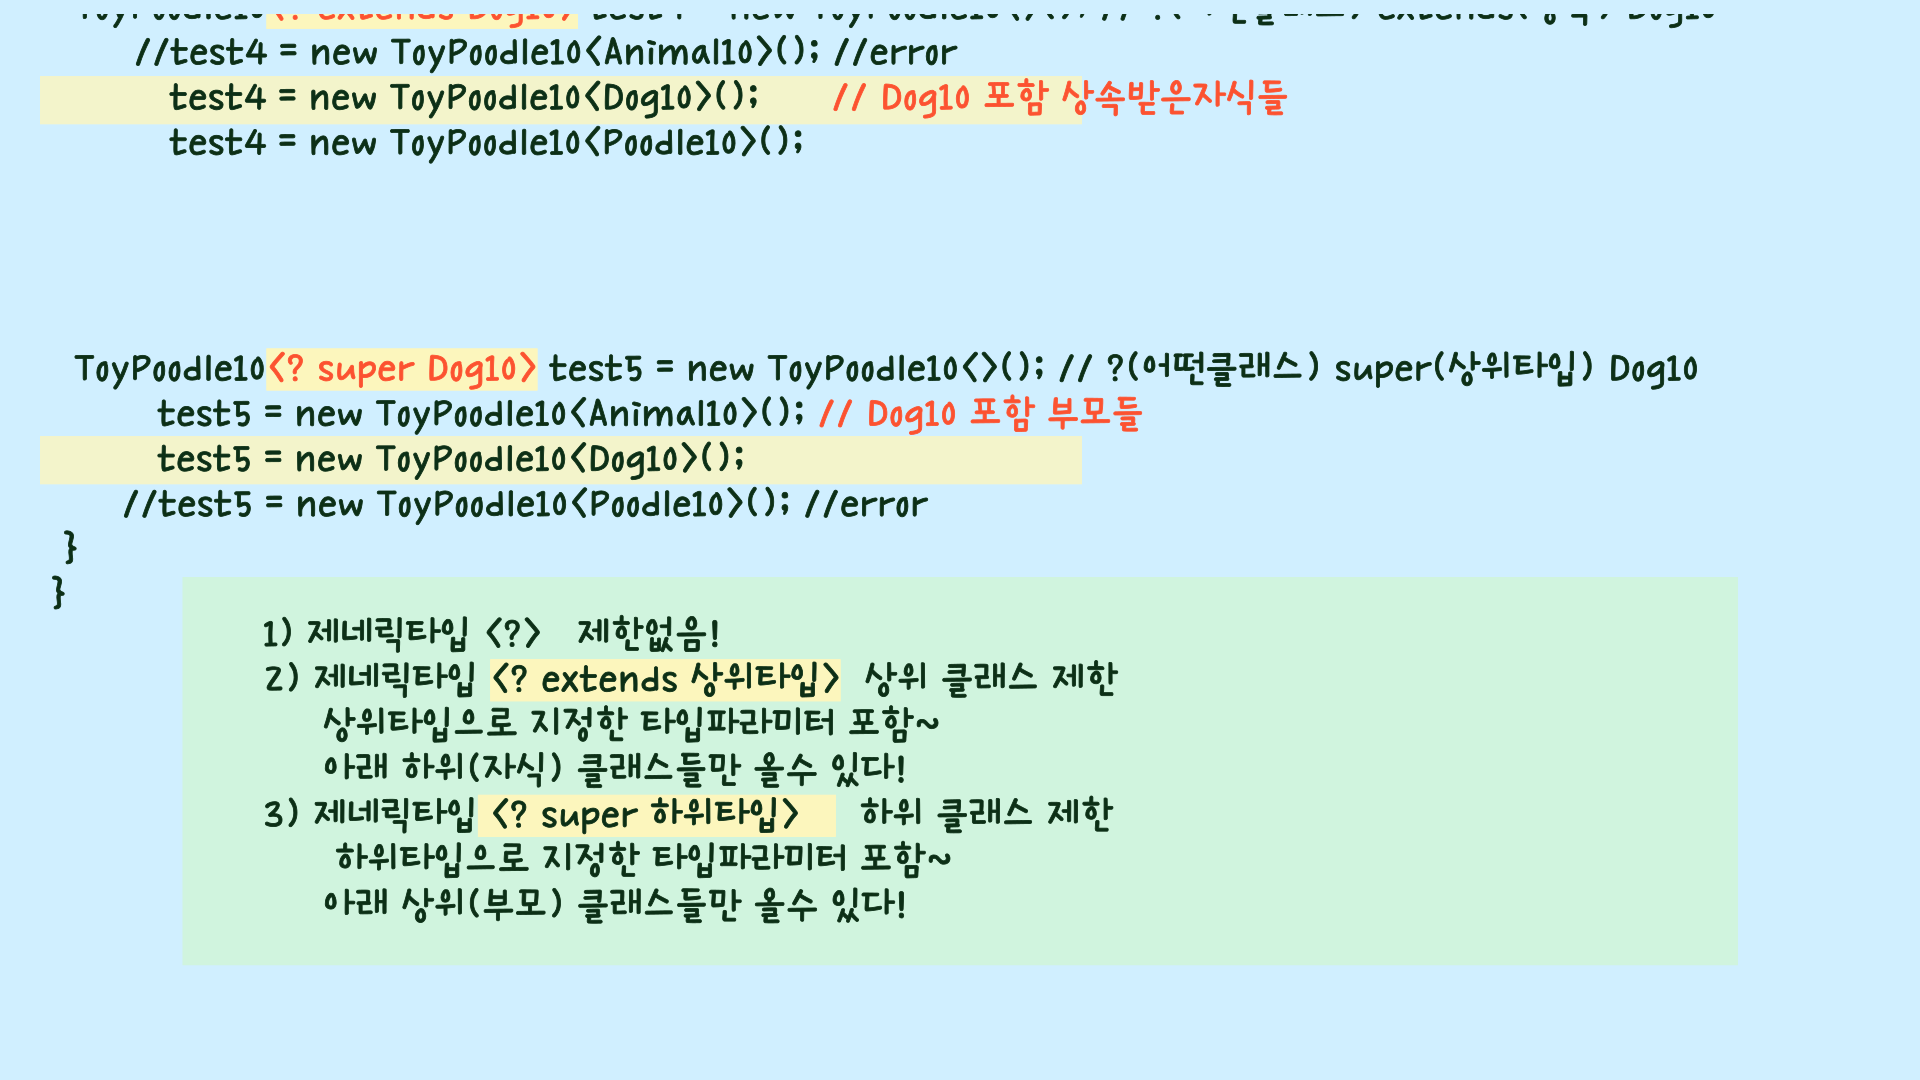 ToyPoodle10<? extends Dog10> test4 = new ToyPoodle10<>(); // ?( extends( ) Dog10
//test4 = new ToyPoodle10<Animal10>(); //error
test4 = new ToyPoodle10<Dog10>(); // Dog10 포함 상속받은자식들
test4 = new ToyPoodle10<Poodle10>();
ToyPoodle10<? super Dog10> test5 = new ToyPoodle10<>(); // ?(어떤클래스) super(상위타입) Dog10
test5 = new ToyPoodle10<Animal10>(); // Dog10 포함 부모들
test5 = new ToyPoodle10<Dog10>();
//test5 = new ToyPoodle10<Poodle10>(); //error
}
}
1) 제네릭타입 <?> 제한없음!
2) 제네릭타입 <? extends 상위타입> 상위 클래스 제한
상위타입으로 지정한 타입파라미터 포함~
아래 하위(자식) 클래스들만 올수 있다!
3) 제네릭타입 <? super 하위타입> 하위 클래스 제한
하위타입으로 지정한 타입파라미터 포함~
아래 상위(부모) 클래스들만 올수 있다!